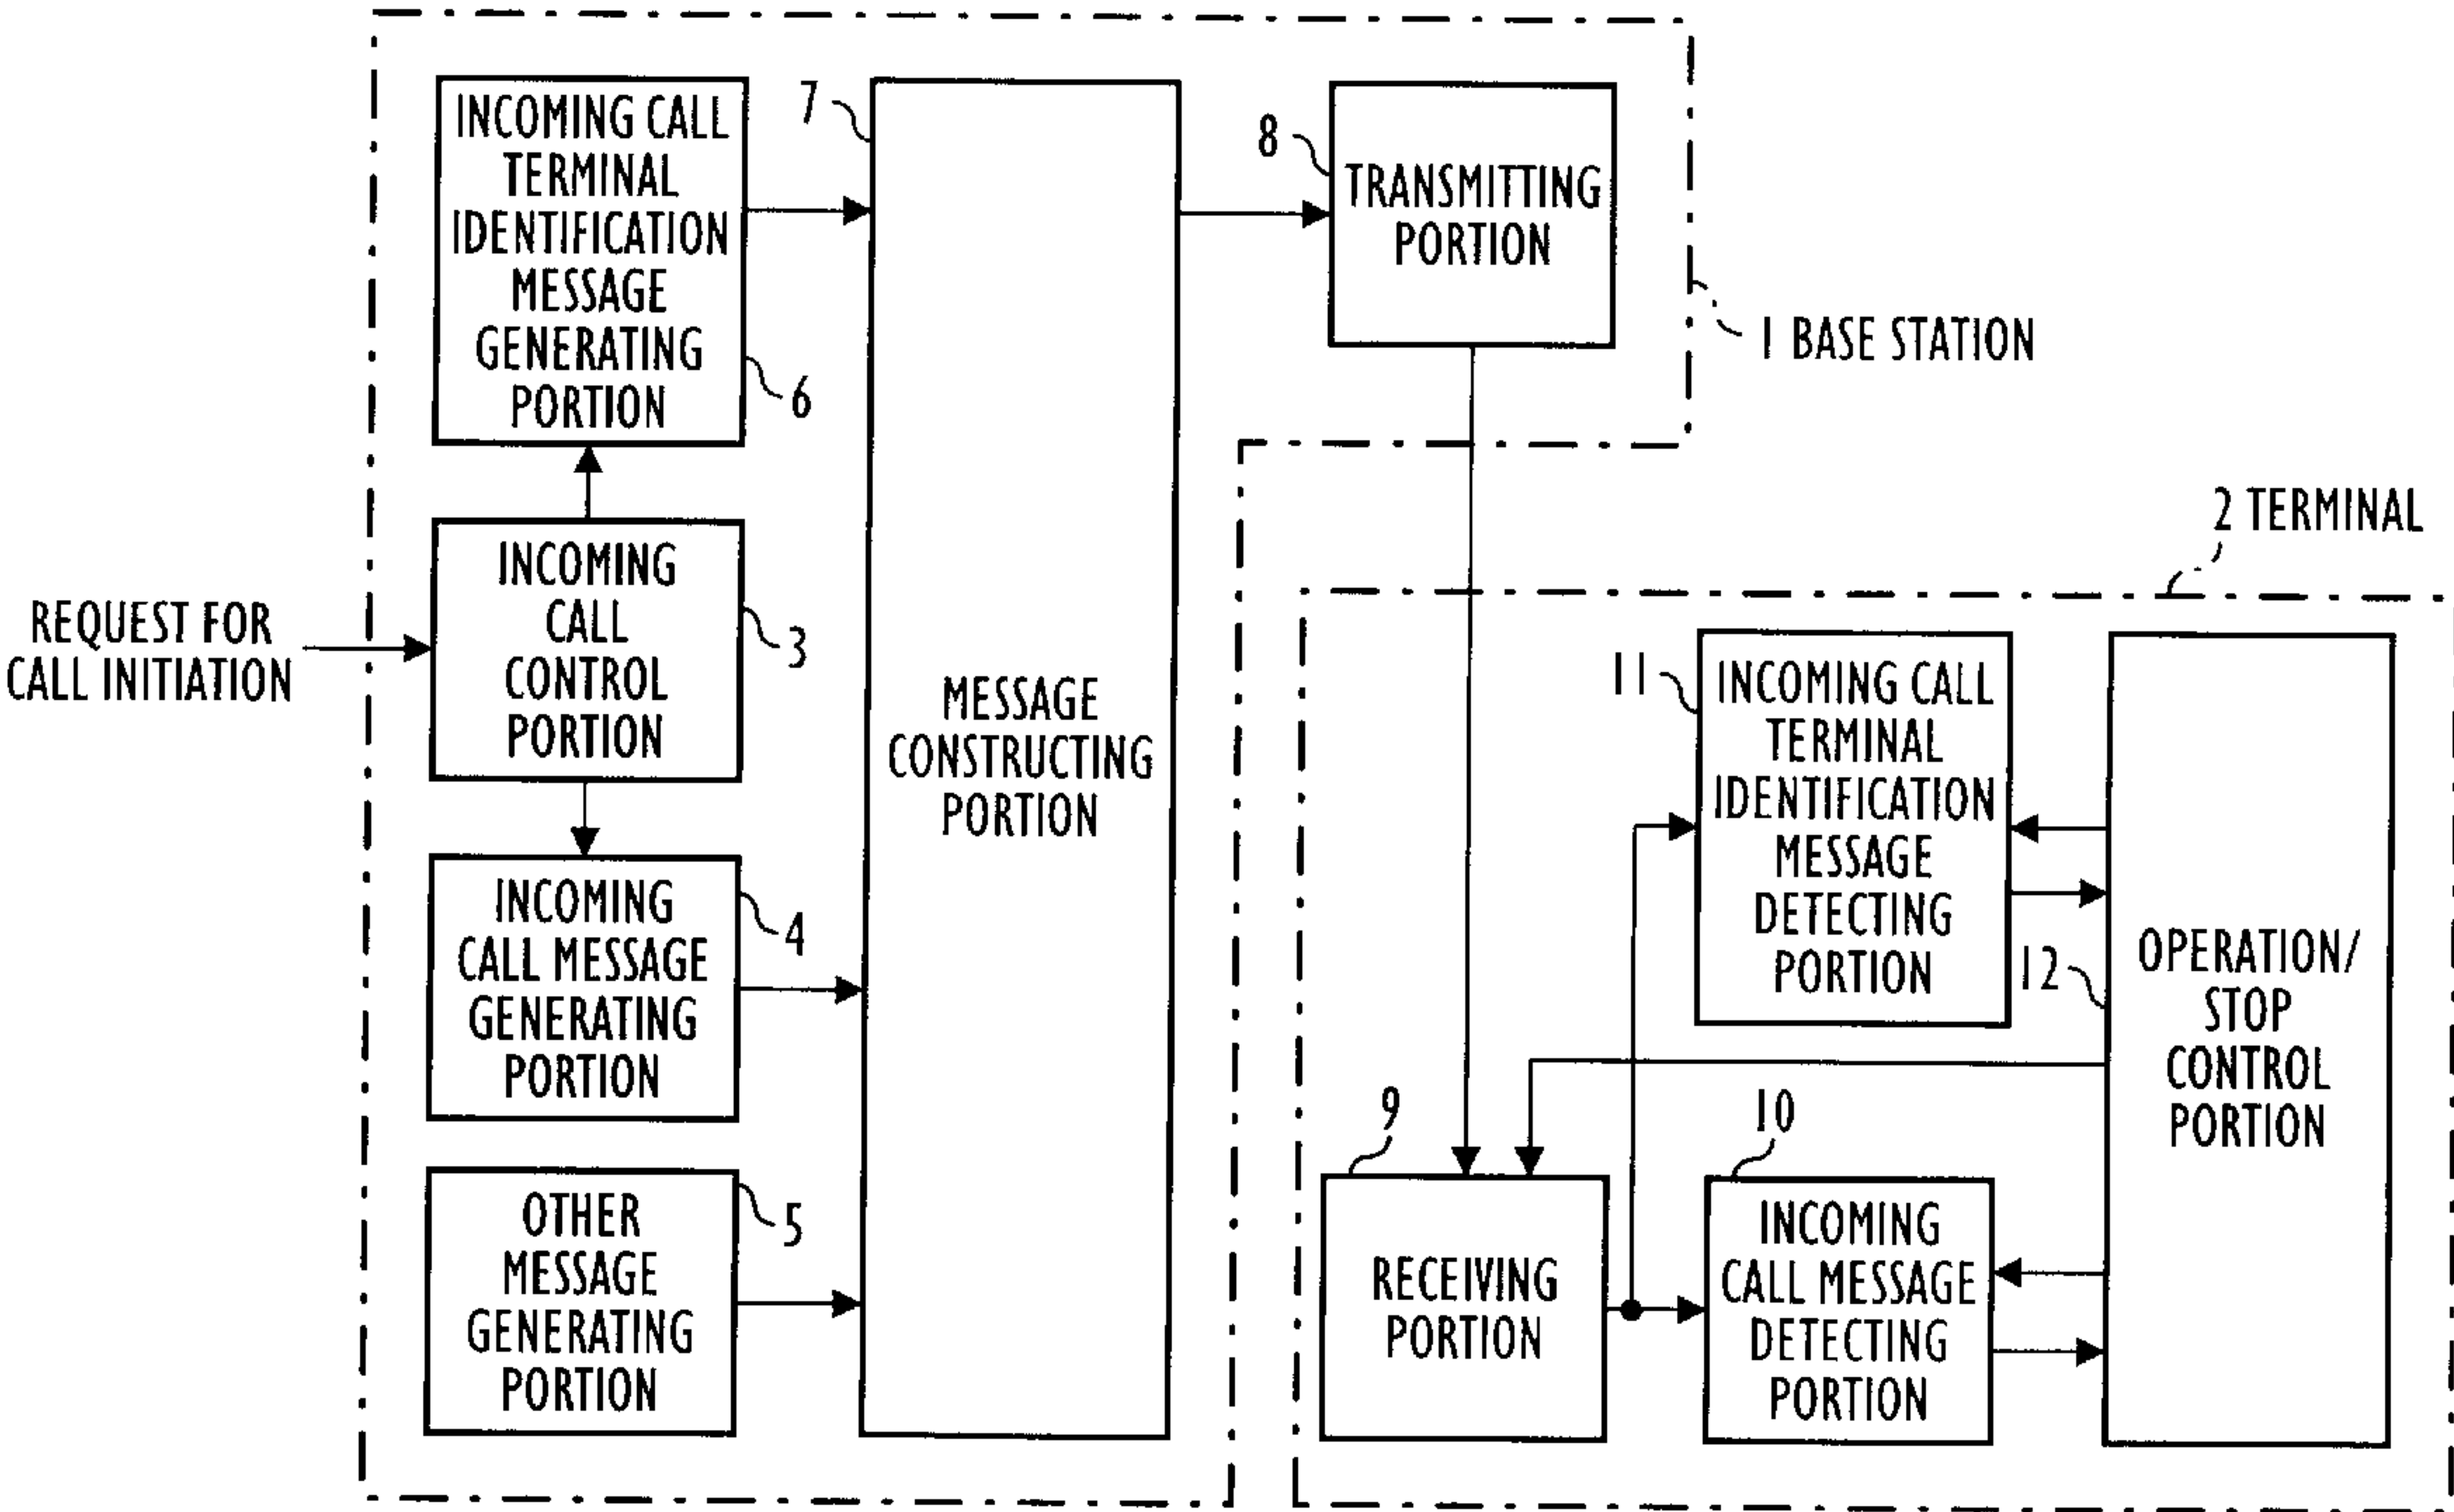 INCOMING CALL
TERMINAL
IDENTIFICATION
MESSAGE
GENERATING
PORTION
6
7
MESSAGE
CONSTRUCTING
PORTION
8
TRANSMITTING
PORTION
1 BASE STATION
REQUEST FOR
CALL INITIATION
INCOMING
CALL
CONTROL
PORTION
3
INCOMING
CALL MESSAGE
GENERATING
PORTION
4
OTHER
MESSAGE
GENERATING
PORTION
5
2 TERMINAL
11
INCOMING CALL
TERMINAL
IDENTIFICATION
MESSAGE
DETECTING
PORTION
12
OPERATION/
STOP
CONTROL
PORTION
9
RECEIVING
PORTION
10
INCOMING
CALL MESSAGE
DETECTING
PORTION